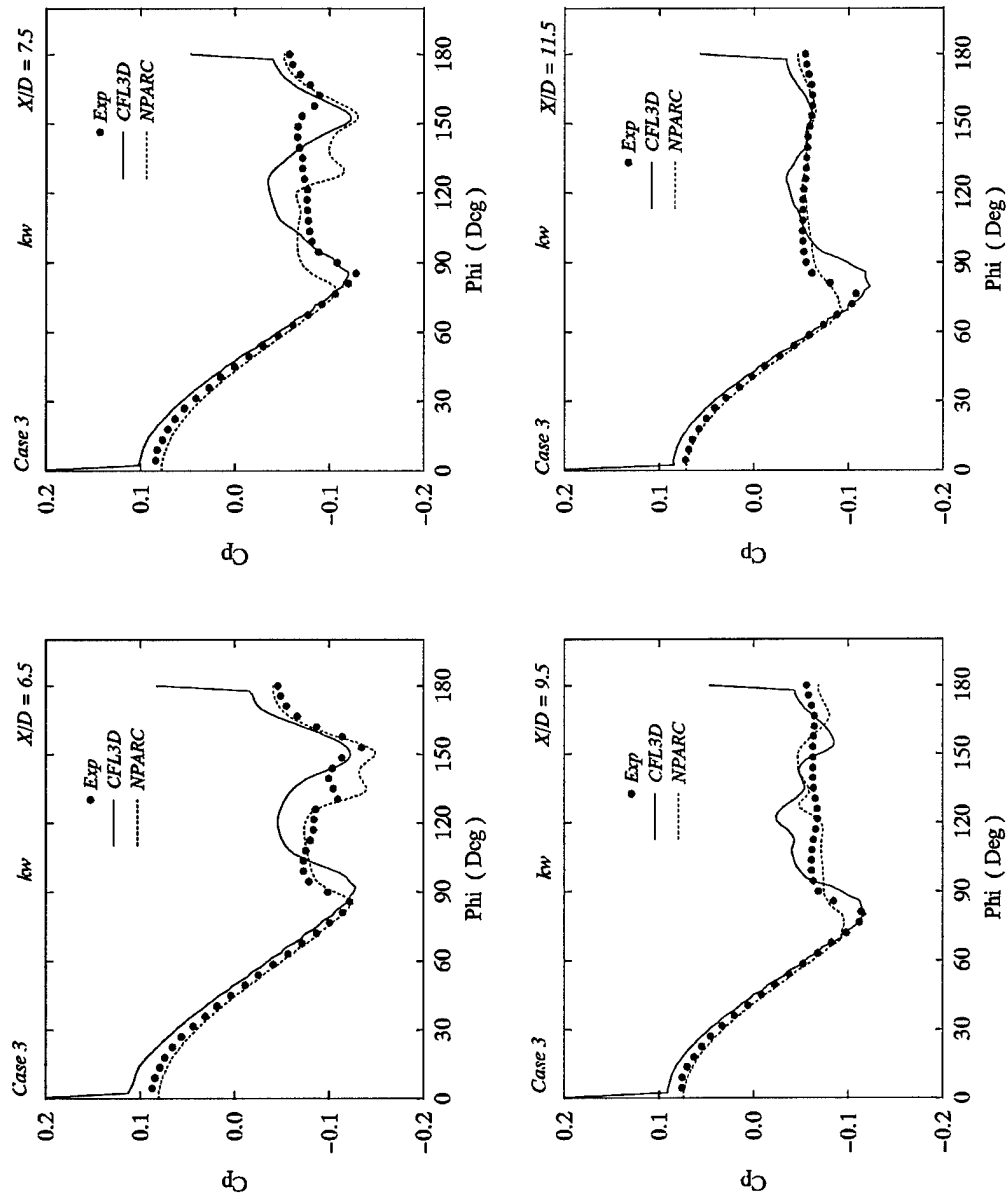 Case 3 kw X/D = 6.5
Exp
CFL3D
NPARC
0.2
0.1
0.0
−0.1
−0.2
Cp
0 30 60 90 120 150 180
Phi ( Deg )
Case 3 kw X/D = 7.5
Exp
CFL3D
NPARC
0.2
0.1
0.0
−0.1
−0.2
Cp
0 30 60 90 120 150 180
Phi ( Deg )
Case 3 kw X/D = 9.5
Exp
CFL3D
NPARC
0.2
0.1
0.0
−0.1
−0.2
Cp
0 30 60 90 120 150 180
Phi ( Deg )
Case 3 kw X/D = 11.5
Exp
CFL3D
NPARC
0.2
0.1
0.0
−0.1
−0.2
Cp
0 30 60 90 120 150 180
Phi ( Deg )